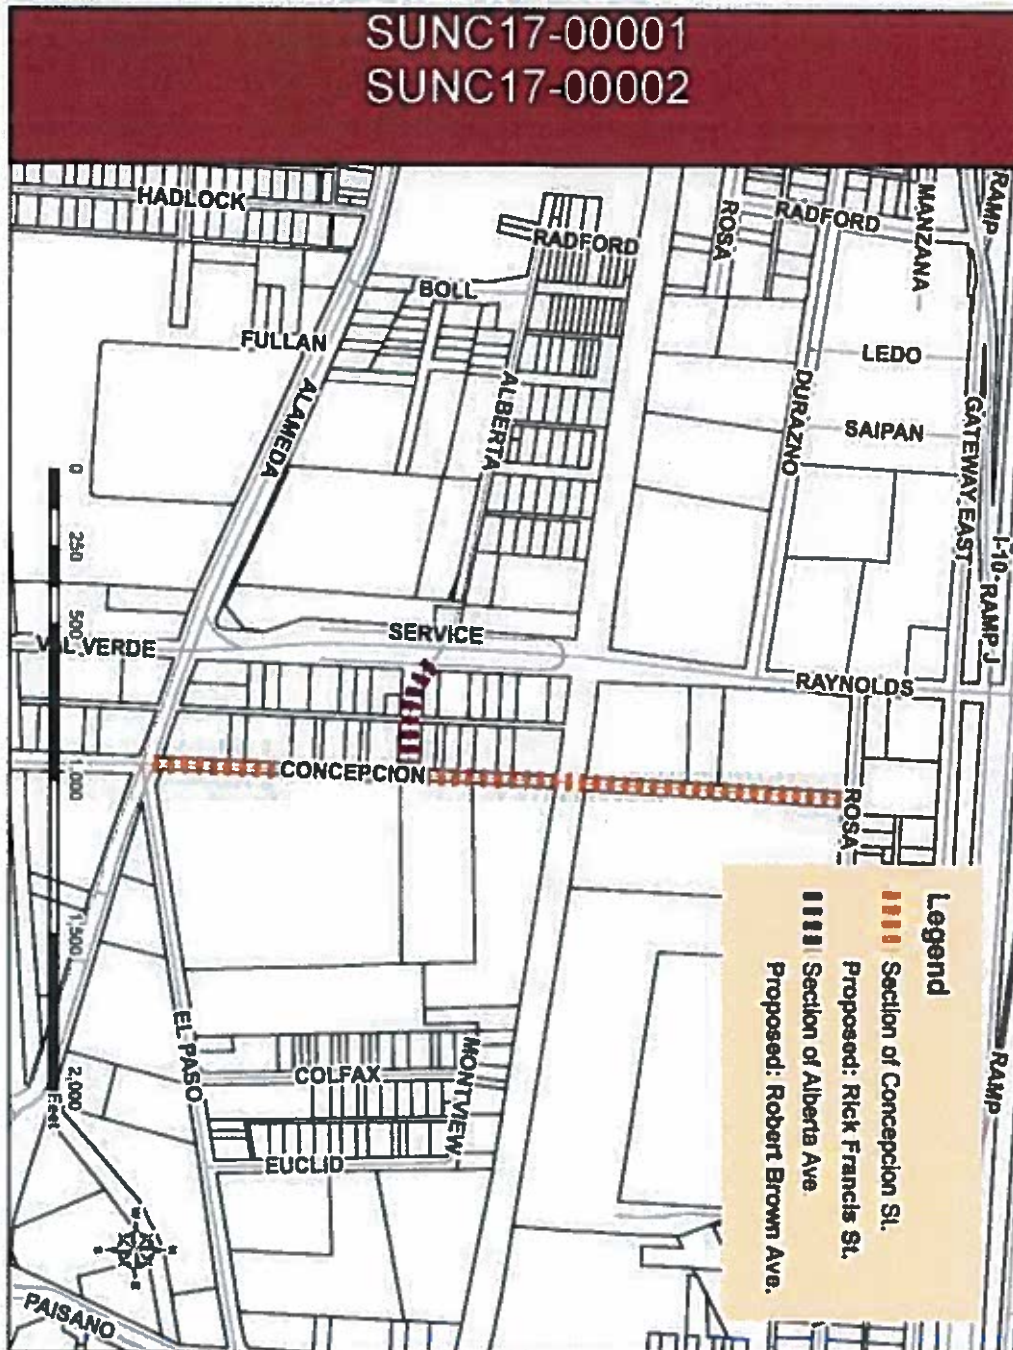 SUNC17-00001
SUNC17-00002
HADLOCK
RADFORD
ROSA
RADFORD
MANZANA
RAMP
BOLL
FULLAN
ALAMEDA
ALBERTA
DURAZNO
LEDO
SAIPAN
GATEWAY EAST
I-10
RAMP J
0
250
500
1,000
1,500
2,000
Feet
VAL VERDE
SERVICE
RAYNOLDS
CONCEPCION
ROSA
EL PASO
COLFAX
MONTVIEW
EUCLID
PAISANO
RAMP
Legend
Section of Concepcion St.
Proposed: Rick Francis St.
Section of Alberta Ave.
Proposed: Robert Brown Ave.
N
E
S
W